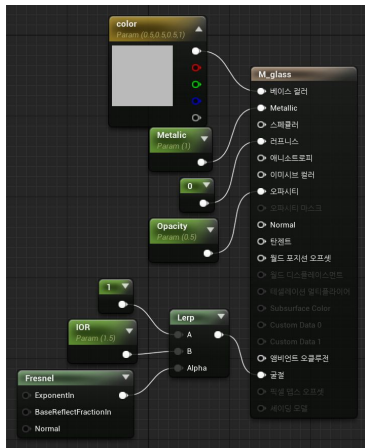 color
Param (0.5,0.5,0.5,1)
M_glass
베이스 컬러
Metallic
스페큘러
러프니스
애니소트로피
이미시브 컬러
오파시티
오파시티 마스크
Normal
탄젠트
월드 포지션 오프셋
월드 디스플레이스먼트
테셀레이션 멀티플라이어
Subsurface Color
Custom Data 0
Custom Data 1
앰비언트 오클루전
굴절
픽셀 뎁스 오프셋
셰이딩 모델
Metalic
Param (1)
0
Opacity
Param (0.5)
1
IOR
Param (1.5)
Lerp
A
B
Alpha
Fresnel
ExponentIn
BaseReflectFractionIn
Normal